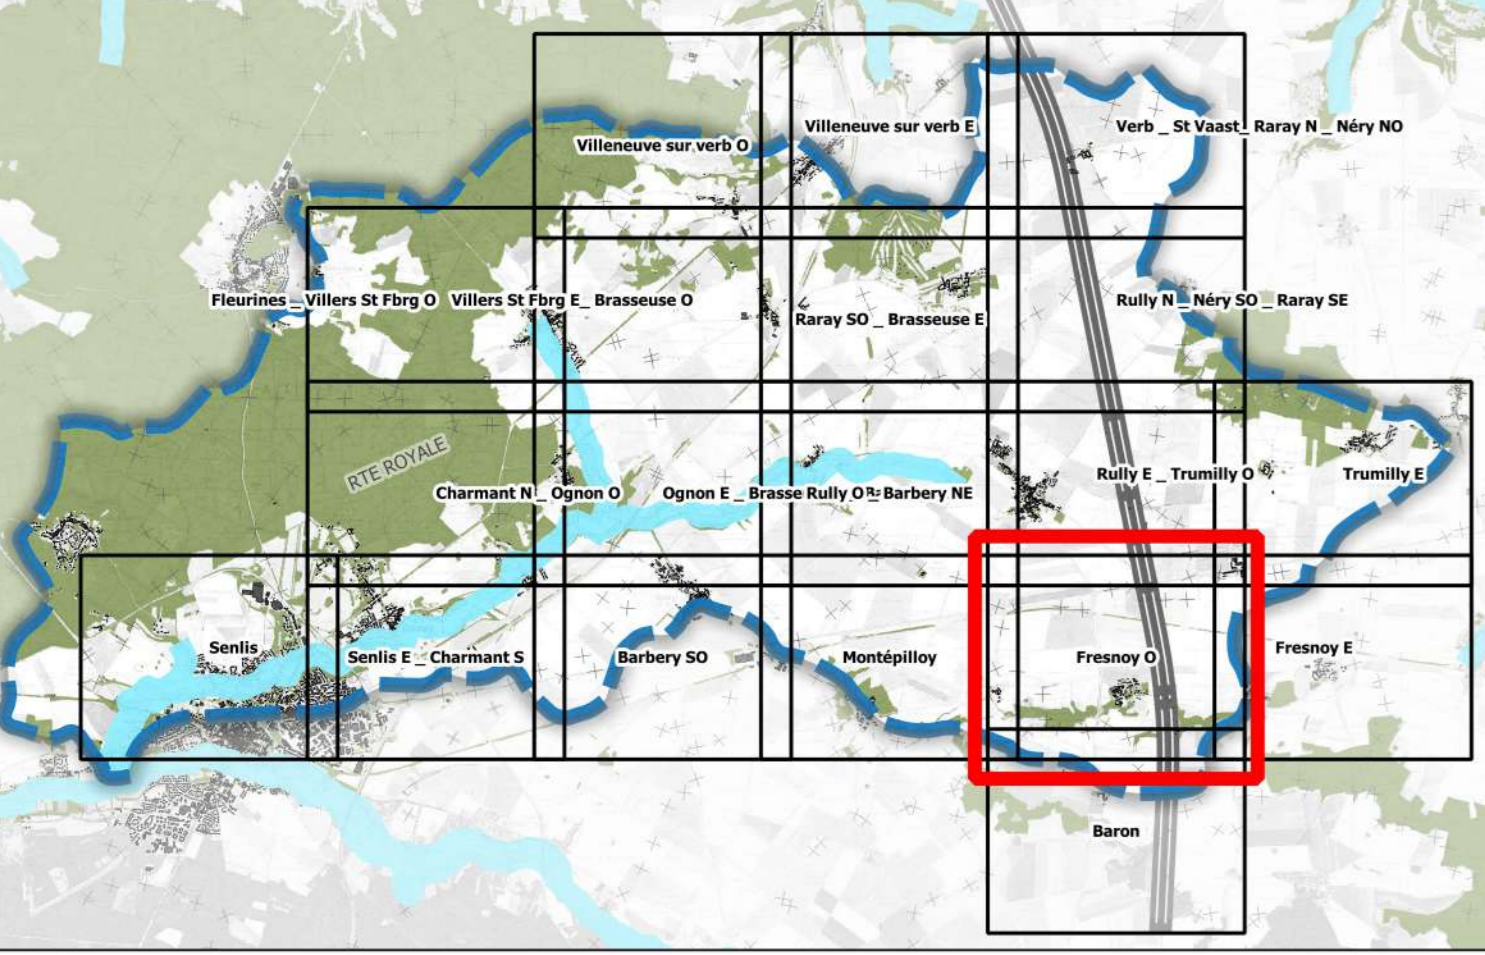 Villeneuve sur verb E
Verb _ St Vaast_ Raray N _ Néry NO
Villeneuve sur verb O
Fleurines _ Villers St Fbrg O
Villers St Fbrg E_ Brasseuse O
Raray SO _ Brasseuse E
Rully N _ Néry SO _ Raray SE
RTE ROYALE
Charmant N _ Ognon O
Ognon E _ Brasse Rully O
Barbery NE
Rully E _ Trumilly O
Trumilly E
Senlis
Senlis E _ Charmant S
Barbery SO
Montépilloy
Fresnoy O
Fresnoy E
Baron